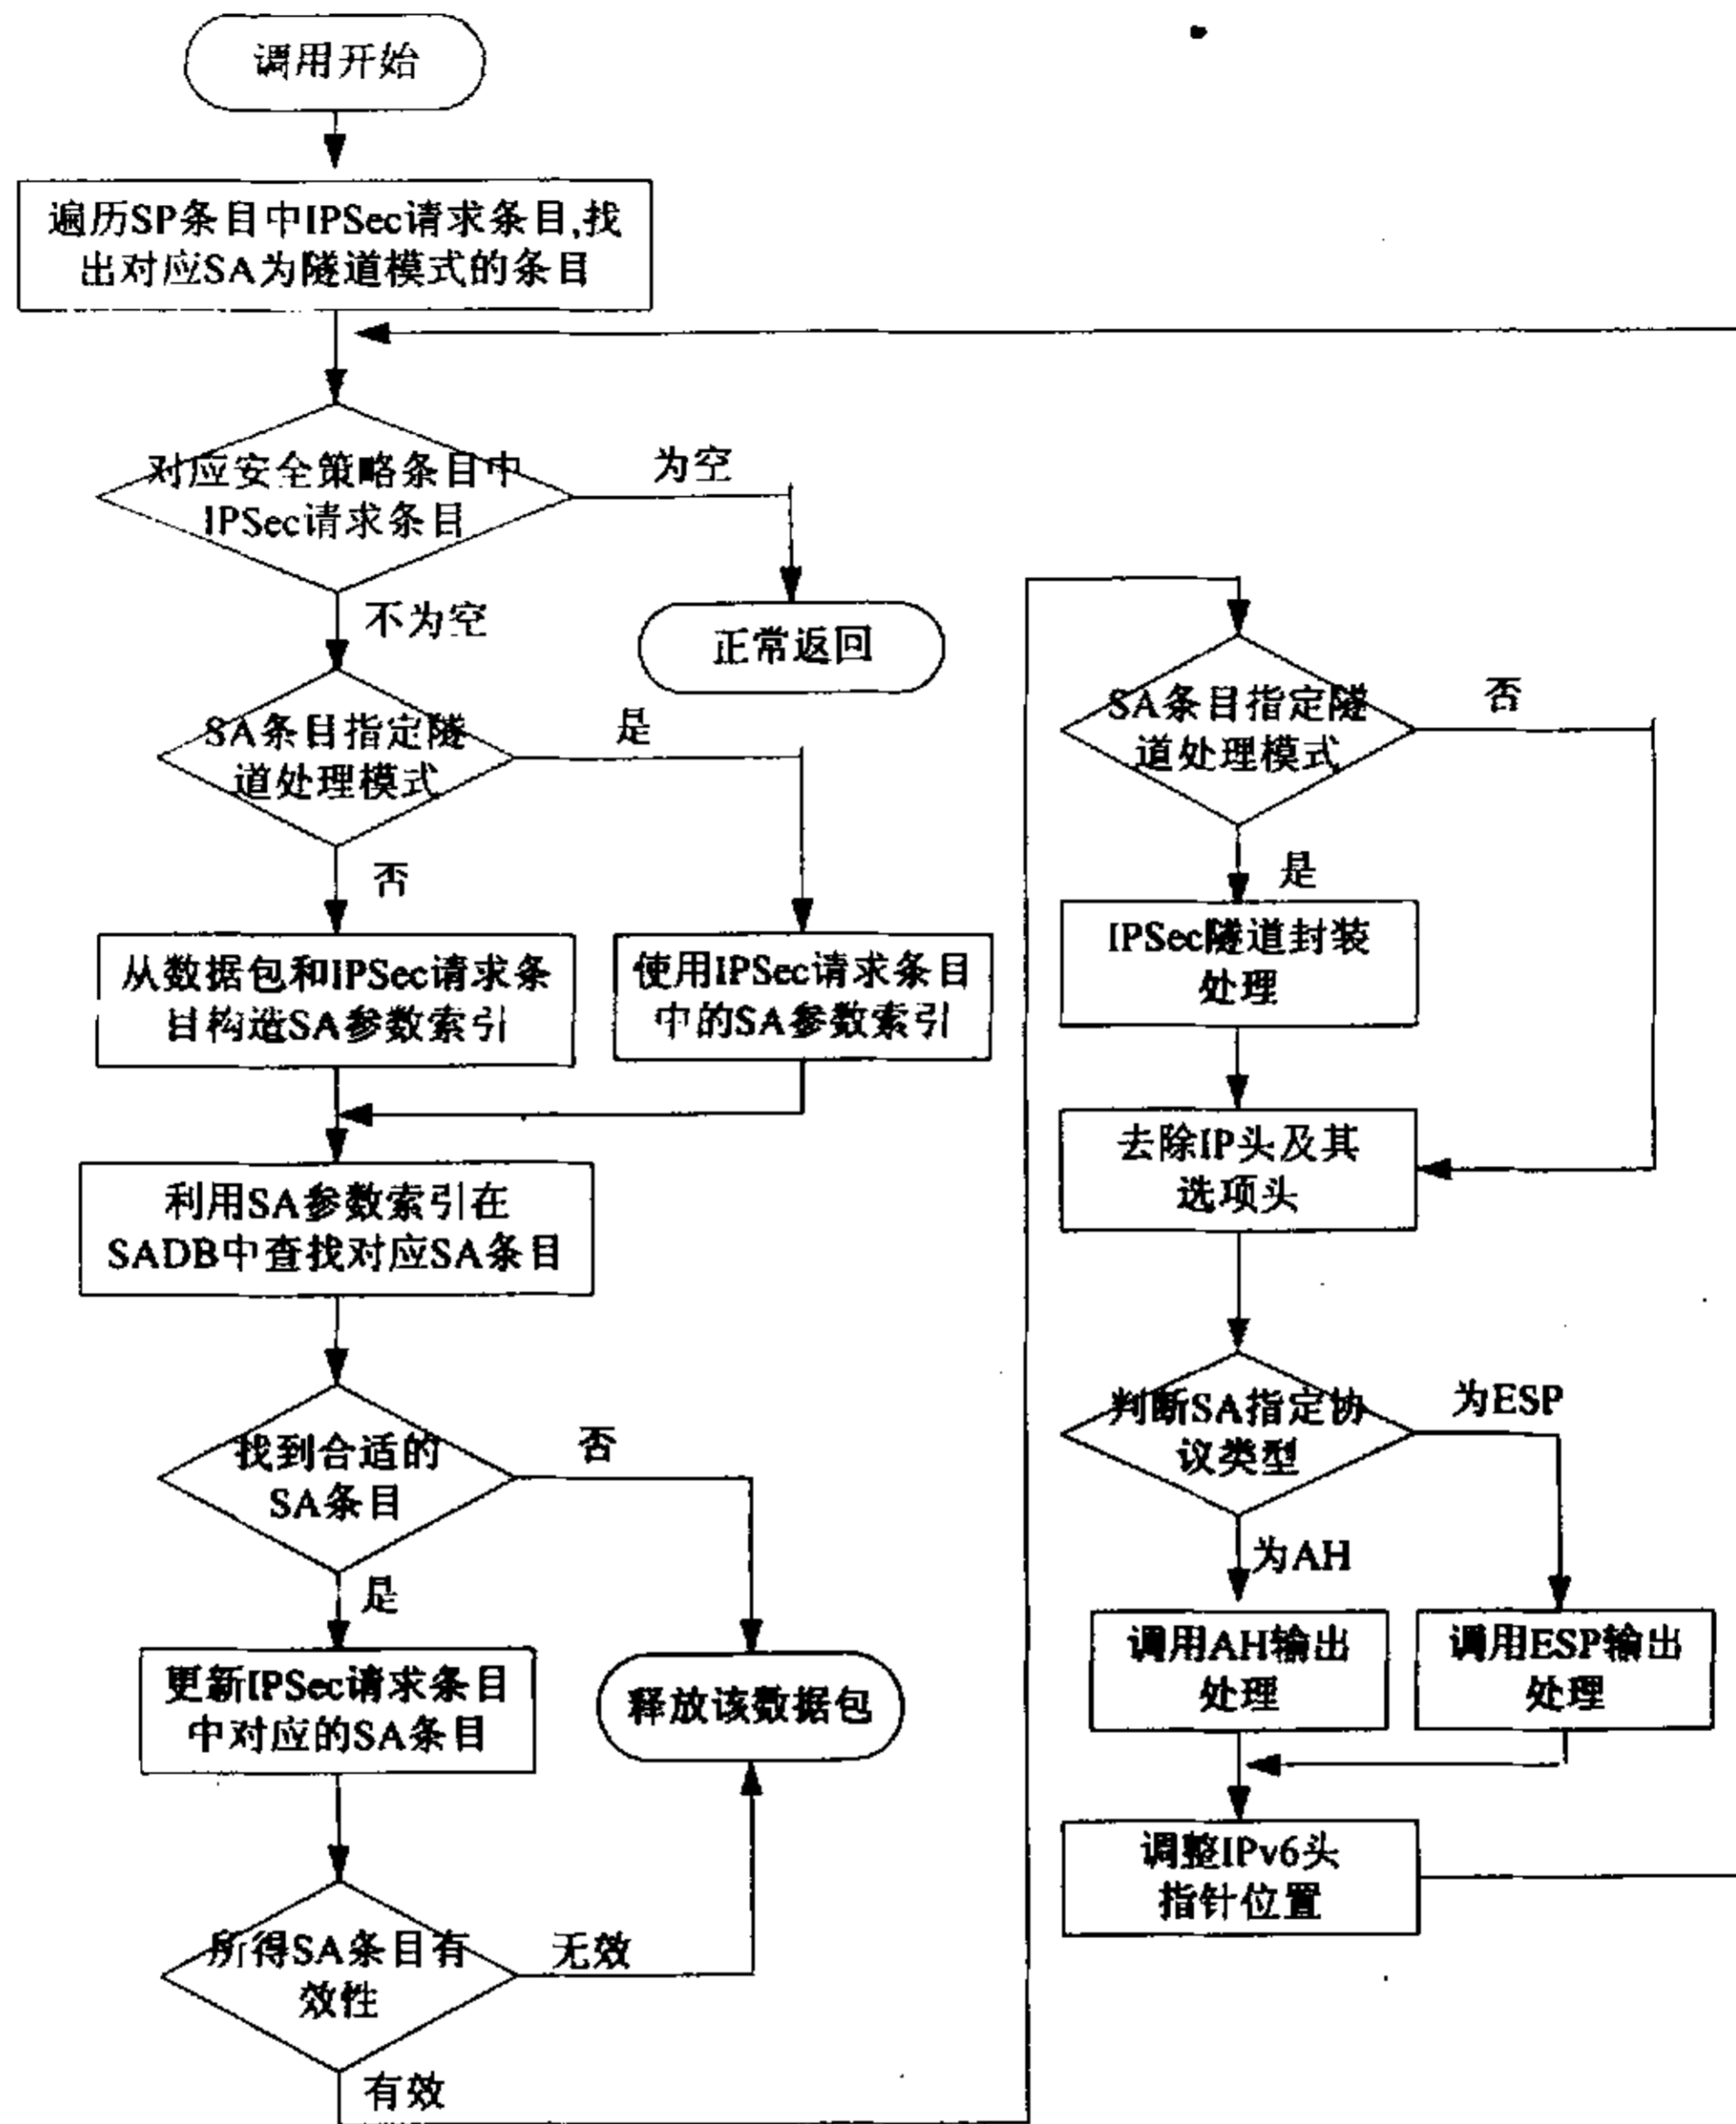 调用开始
遍历SP条目中IPSec请求条目,找
出对应SA为隧道模式的条目
对应安全策略条目中
IPSec请求条目
为空
不为空
正常返回
SA条目指定隧
道处理模式
是
否
从数据包和IPSec请求条
目构造SA参数索引
使用IPSec请求条目
中的SA参数索引
利用SA参数索引在
SADB中查找对应SA条目
找到合适的
SA条目
否
是
更新IPSec请求条目
中对应的SA条目
释放该数据包
所得SA条目有
效性
无效
有效
SA条目指定隧
道处理模式
否
是
IPSec隧道封装
处理
去除IP头及其
选项头
判断SA指定协
议类型
为ESP
为AH
调用AH输出
处理
调用ESP输出
处理
调整IPv6头
指针位置